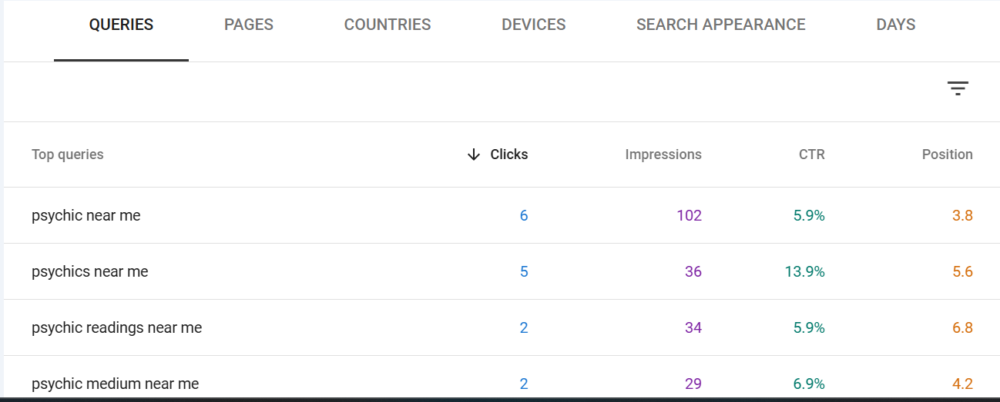 QUERIES PAGES COUNTRIES DEVICES SEARCH APPEARANCE DAYS
Top queries Clicks Impressions CTR Position
psychic near me 6 102 5.9% 3.8
psychics near me 5 36 13.9% 5.6
psychic readings near me 2 34 5.9% 6.8
psychic medium near me 2 29 6.9% 4.2